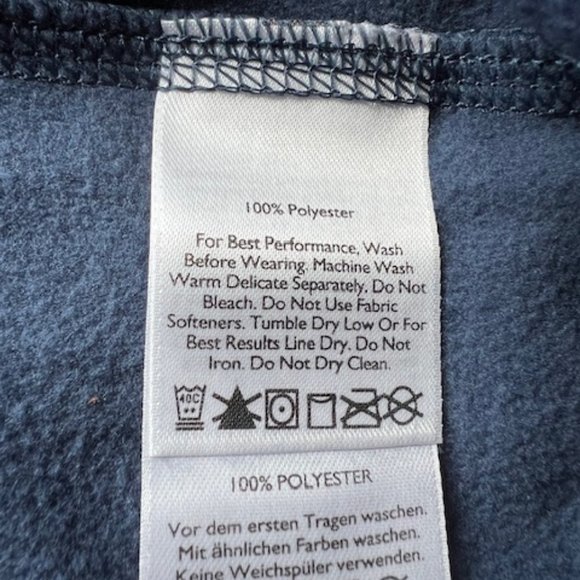 100% Polyester
For Best Performance, Wash
Before Wearing. Machine Wash
Warm Delicate Separately. Do Not
Bleach. Do Not Use Fabric
Softeners. Tumble Dry Low Or For
Best Results Line Dry. Do Not
Iron. Do Not Dry Clean.
40C
100% POLYESTER
Vor dem ersten Tragen waschen.
Mit ähnlichen Farben waschen.
Keine Weichspüler verwenden.